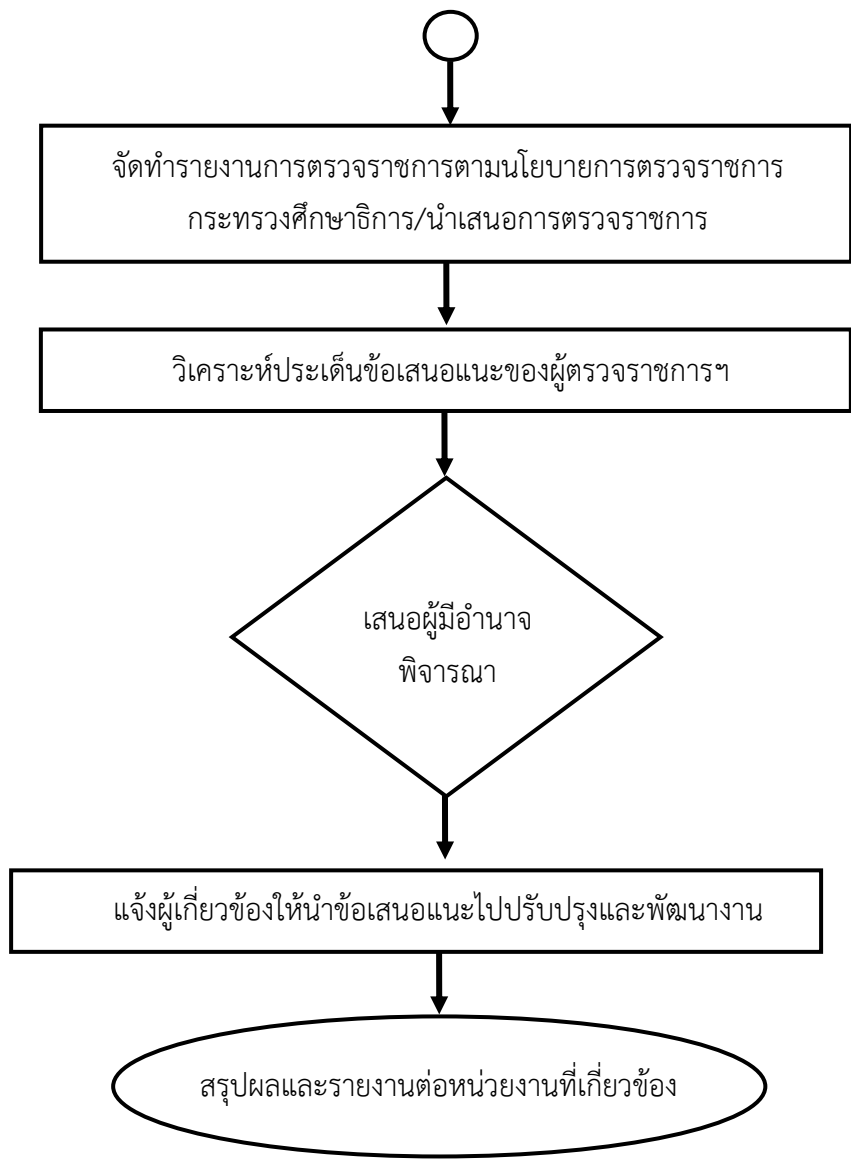 จัดทำรายงานการตรวจราชการตามนโยบายการตรวจราชการ
กระทรวงศึกษาธิการ/นำเสนอการตรวจราชการ
วิเคราะห์ประเด็นข้อเสนอแนะของผู้ตรวจราชการฯ
เสนอผู้มีอำนาจ
พิจารณา
แจ้งผู้เกี่ยวข้องให้นำข้อเสนอแนะไปปรับปรุงและพัฒนางาน
สรุปผลและรายงานต่อหน่วยงานที่เกี่ยวข้อง